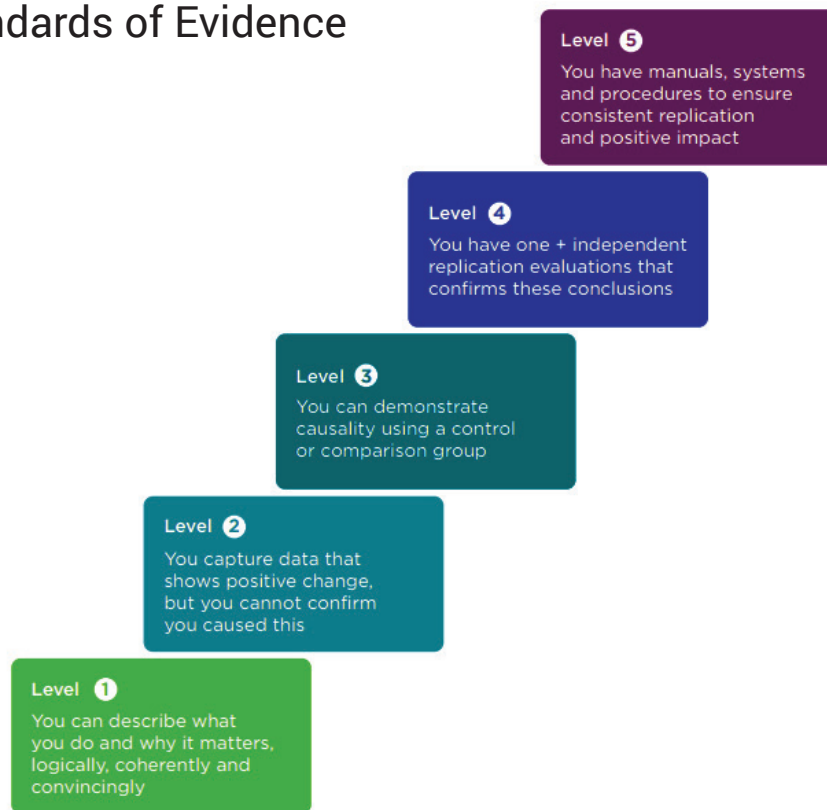 ndards of Evidence
Level 5
You have manuals, systems
and procedures to ensure
consistent replication
and positive impact
Level 4
You have one + independent
replication evaluations that
confirms these conclusions
Level 3
You can demonstrate
causality using a control
or comparison group
Level 2
You capture data that
shows positive change,
but you cannot confirm
you caused this
Level 1
You can describe what
you do and why it matters,
logically, coherently and
convincingly